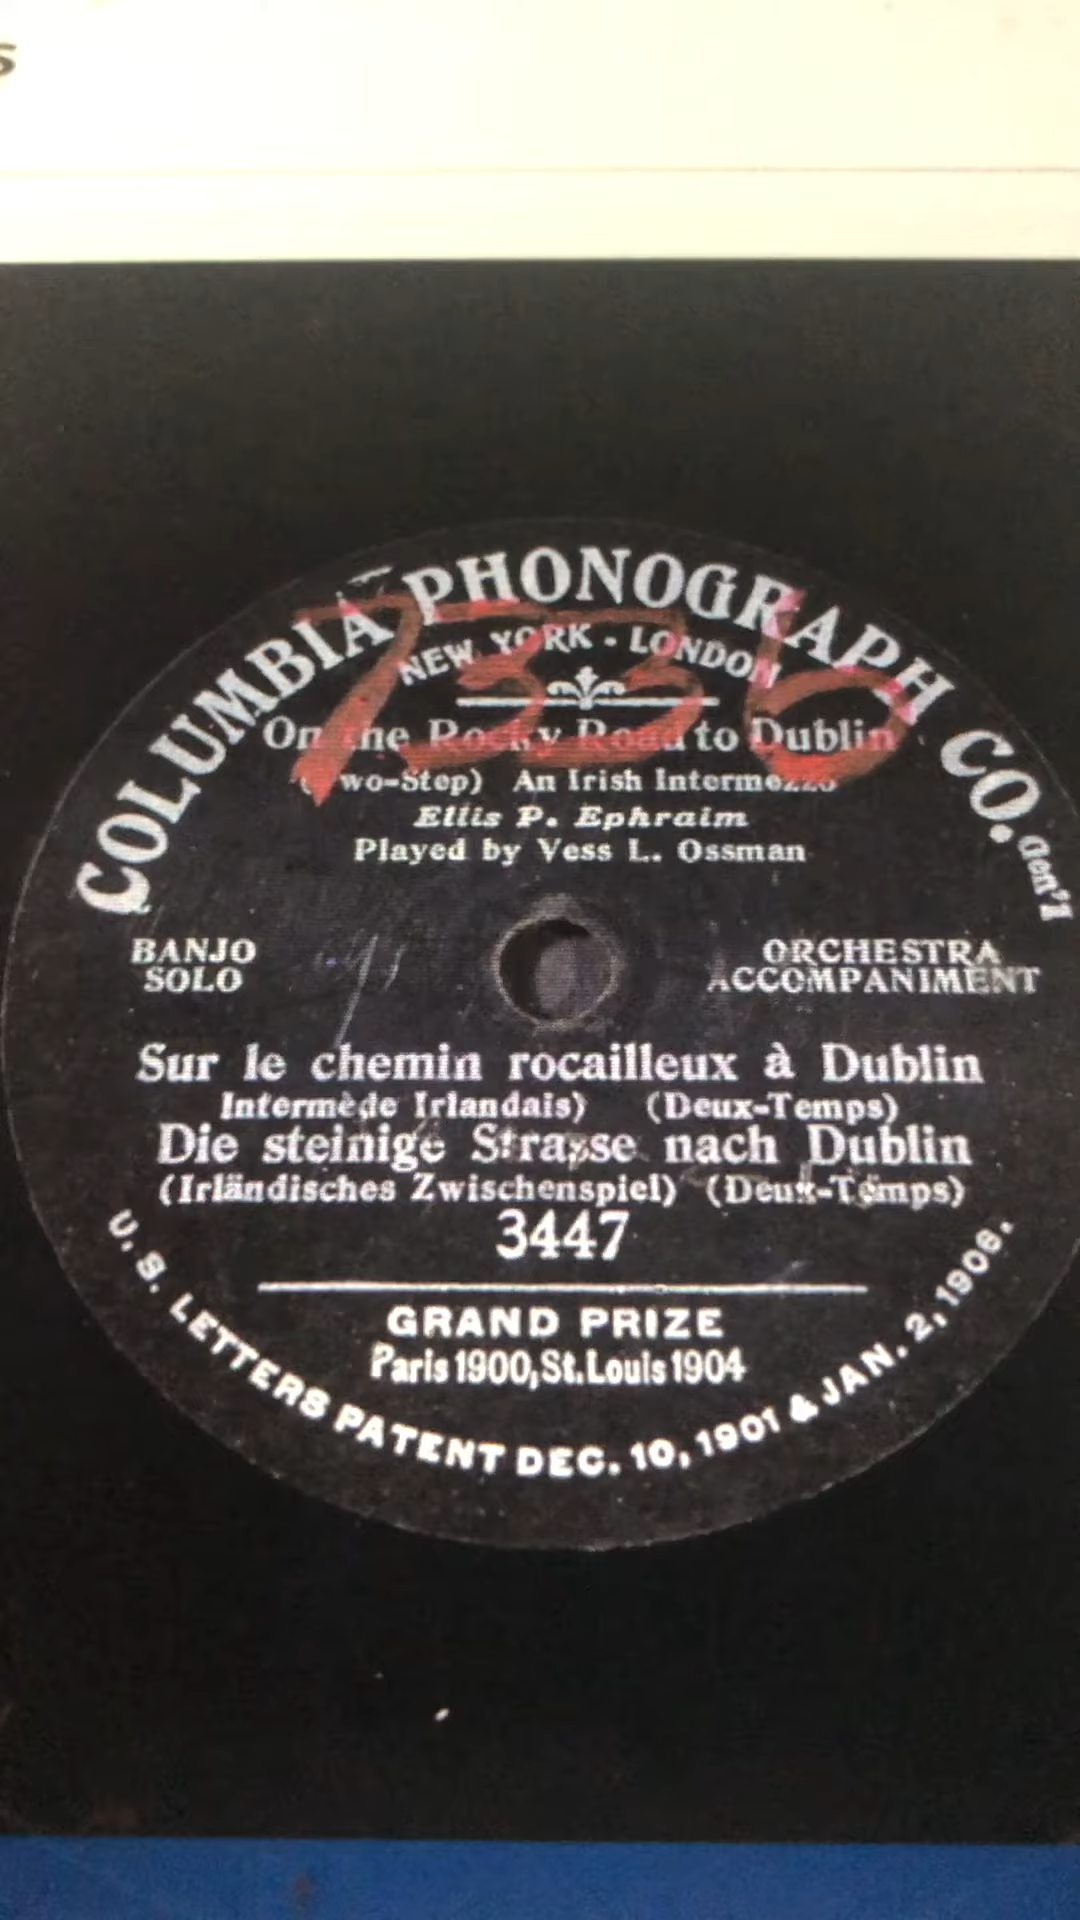 COLUMBIA PHONOGRAPH CO. Gen'l
NEW YORK - LONDON
7336
On the Rocky Road to Dublin
(Two-Step) An Irish Intermezzo
Ellis P. Ephraim
Played by Vess L. Ossman
BANJO
SOLO
ORCHESTRA
ACCOMPANIMENT
Sur le chemin rocailleux à Dublin
Intermède Irlandais) (Deux-Temps)
Die steinige Strasse nach Dublin
(Irländisches Zwischenspiel) (Deux-Temps)
3447
GRAND PRIZE
Paris 1900, St. Louis 1904
U.S. LETTERS PATENT DEC. 10, 1901 & JAN. 2, 1906.